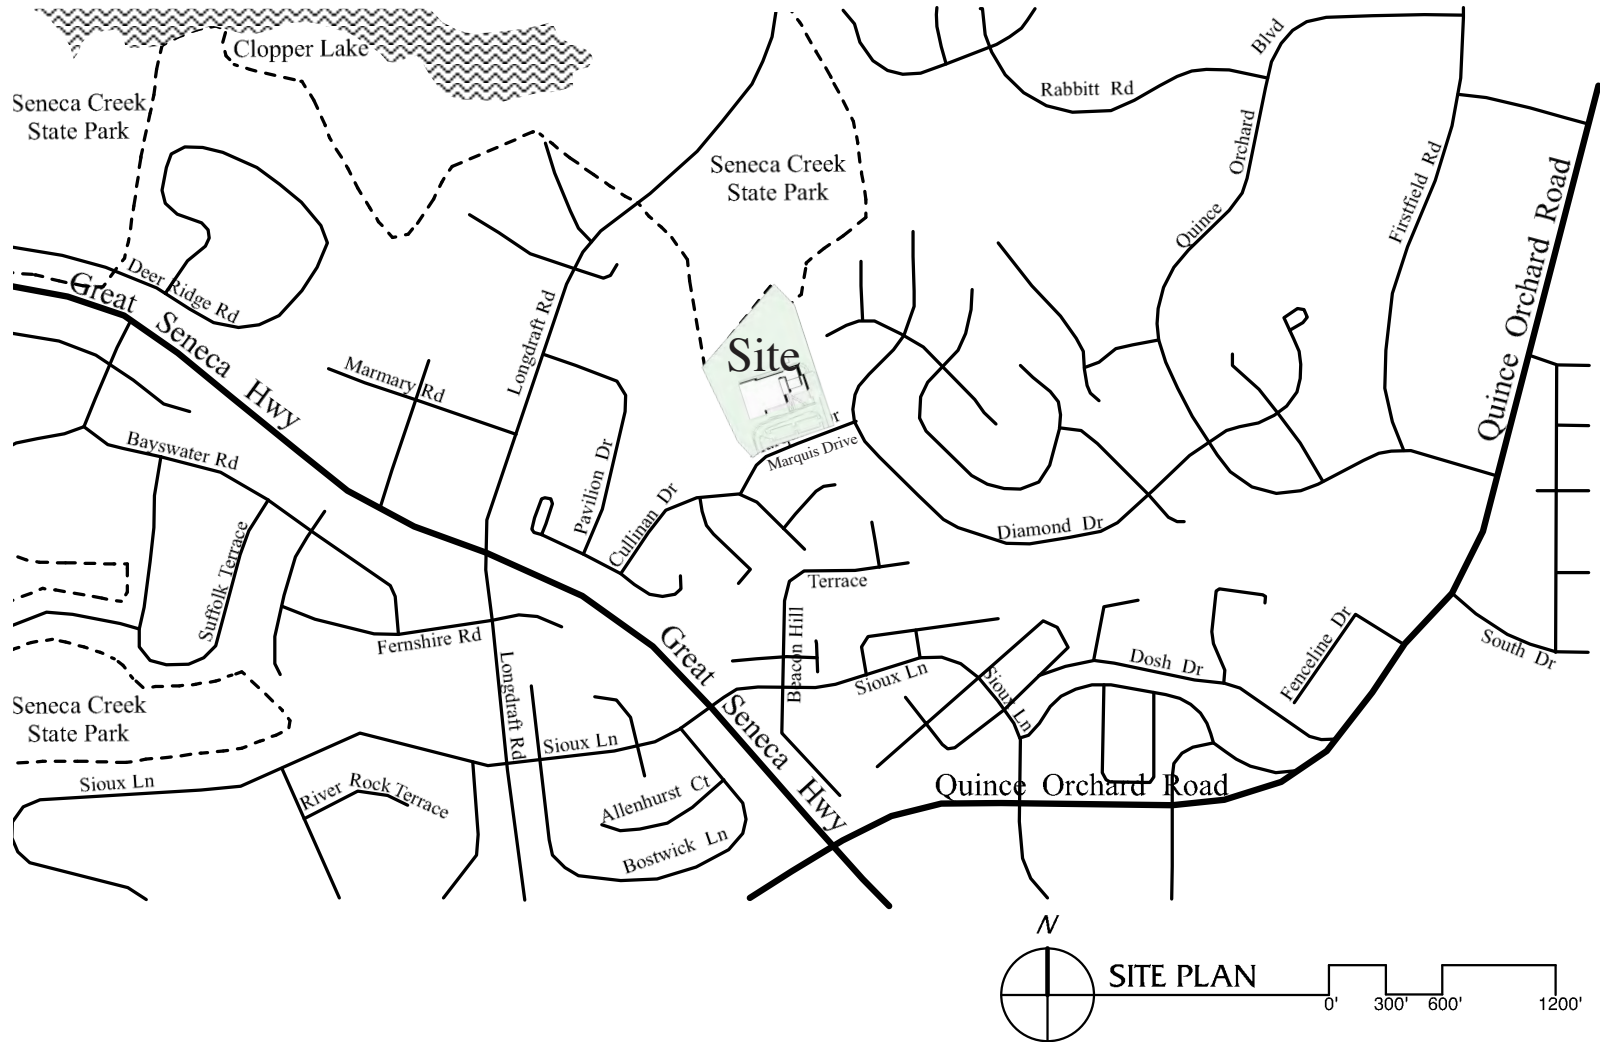 Clopper Lake
Blvd
Seneca Creek
State Park
Rabbitt Rd
Orchard
Seneca Creek
State Park
Firstfield Rd
Quince
Quince Orchard Road
Deer Ridge Rd
Great Seneca Hwy
Longdraft Rd
Site
Marmary Rd
Marquis Drive
Bayswater Rd
Pavilion Dr
Cullinan Dr
Diamond Dr
Suffolk Terrace
Terrace
Beacon Hill
Fernshire Rd
Great Seneca Hwy
Longdraft Rd
Sioux Ln
Sioux Ln
Dosh Dr
Fenceline Dr
South Dr
Seneca Creek
State Park
Sioux Ln
Sioux Ln
River Rock Terrace
Allenhurst Ct
Bostwick Ln
Quince Orchard Road
N
SITE PLAN
0' 300' 600' 1200'